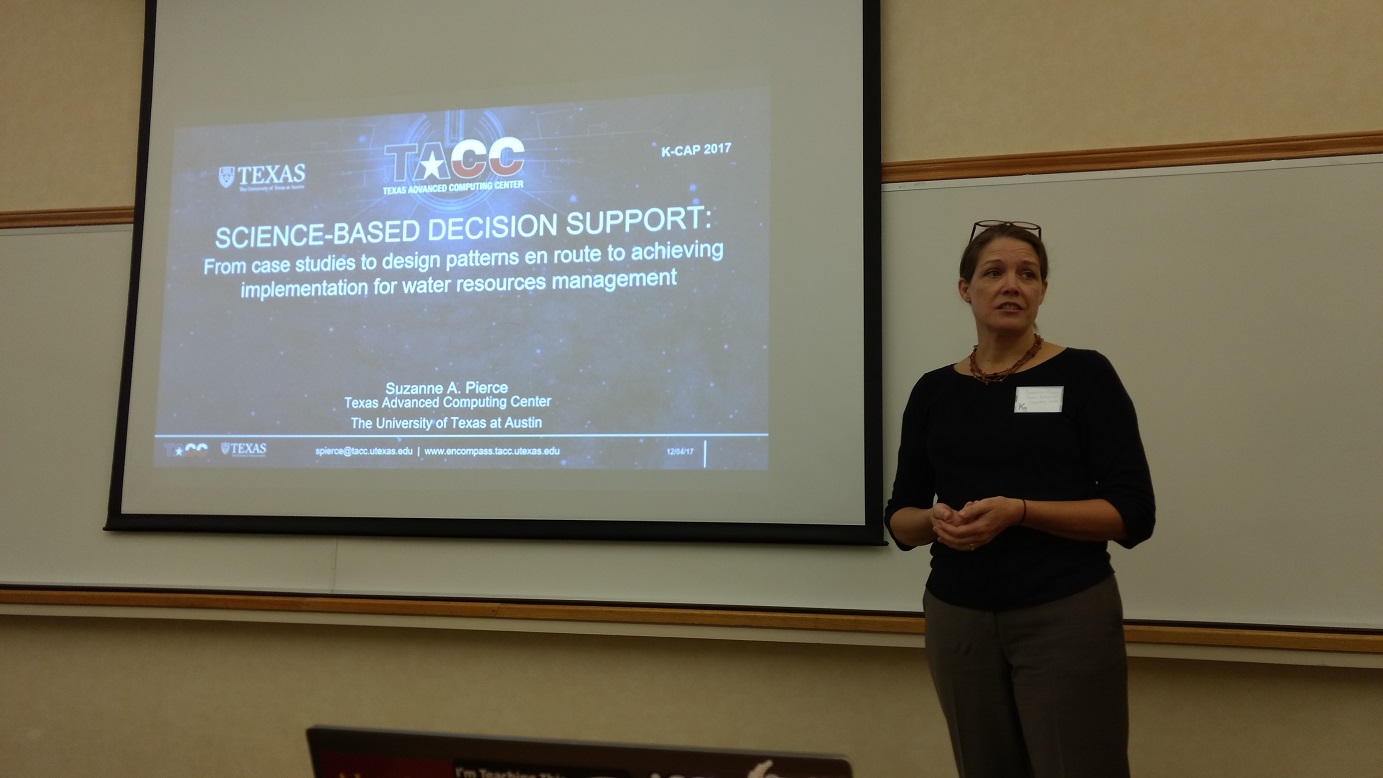 TEXAS
The University of Texas at Austin
TACC
TEXAS ADVANCED COMPUTING CENTER
K-CAP 2017
SCIENCE-BASED DECISION SUPPORT:
From case studies to design patterns en route to achieving
implementation for water resources management
Suzanne A. Pierce
Texas Advanced Computing Center
The University of Texas at Austin
TACC
TEXAS
spierce@tacc.utexas.edu | www.encompass.tacc.utexas.edu
12/04/17
I'm Teaching This